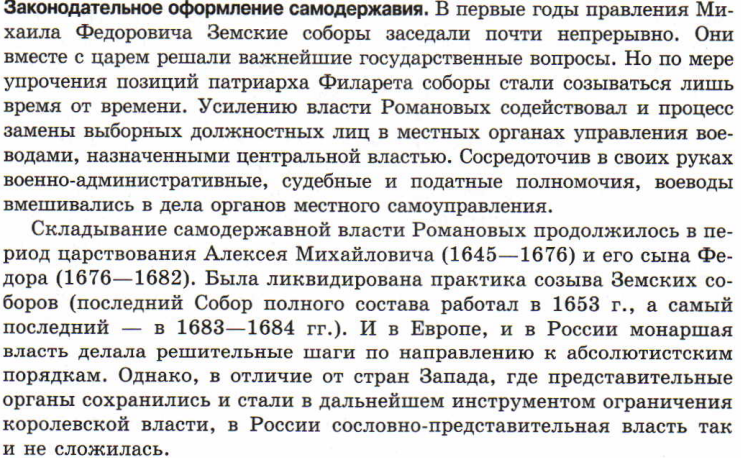 Законодательное оформление самодержавия. В первые годы правления Ми-
хаила Федоровича Земские соборы заседали почти непрерывно. Они
вместе с царем решали важнейшие государственные вопросы. Но по мере
упрочения позиций патриарха Филарета соборы стали созываться лишь
время от времени. Усилению власти Романовых содействовал и процесс
замены выборных должностных лиц в местных органах управления вое-
водами, назначенными центральной властью. Сосредоточив в своих руках
военно-административные, судебные и податные полномочия, воеводы
вмешивались в дела органов местного самоуправления.
Складывание самодержавной власти Романовых продолжилось в пе-
риод царствования Алексея Михайловича (1645—1676) и его сына Фе-
дора (1676—1682). Была ликвидирована практика созыва Земских со-
боров (последний Собор полного состава работал в 1653 г., а самый
последний — в 1683—1684 гг.). И в Европе, и в России монаршая
власть делала решительные шаги по направлению к абсолютистским
порядкам. Однако, в отличие от стран Запада, где представительные
органы сохранились и стали в дальнейшем инструментом ограничения
королевской власти, в России сословно-представительная власть так
и не сложилась.